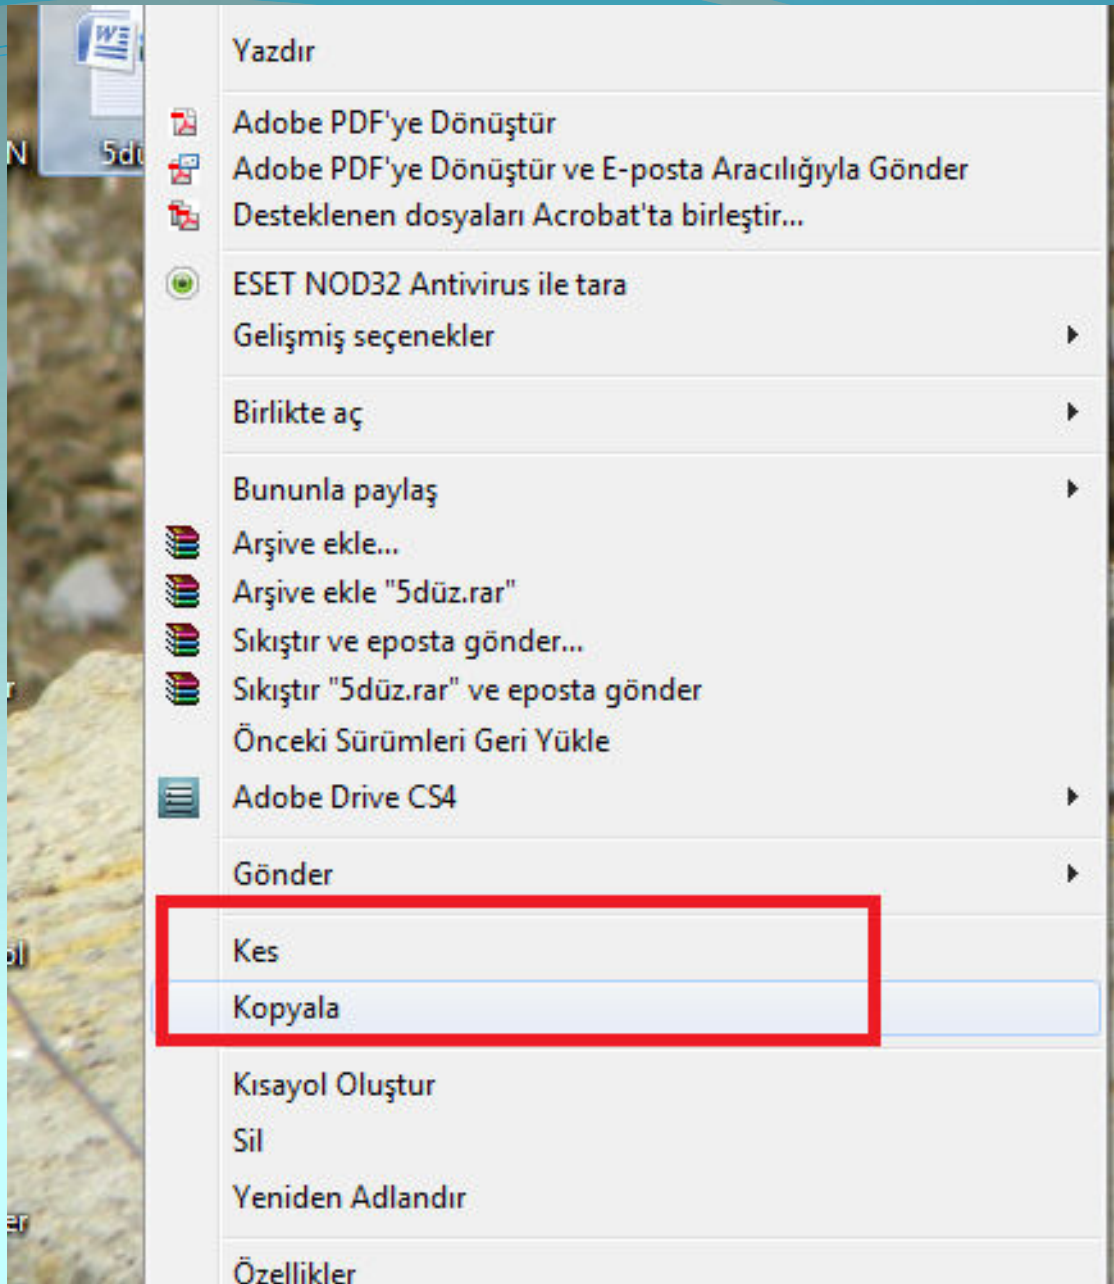 Yazdır
Adobe PDF'ye Dönüştür
Adobe PDF'ye Dönüştür ve E-posta Aracılığıyla Gönder
Desteklenen dosyaları Acrobat'ta birleştir...
ESET NOD32 Antivirus ile tara
Gelişmiş seçenekler
Birlikte aç
Bununla paylaş
Arşive ekle...
Arşive ekle "5düz.rar"
Sıkıştır ve eposta gönder...
Sıkıştır "5düz.rar" ve eposta gönder
Önceki Sürümleri Geri Yükle
Adobe Drive CS4
Gönder
Kes
Kopyala
Kısayol Oluştur
Sil
Yeniden Adlandır
Özellikler